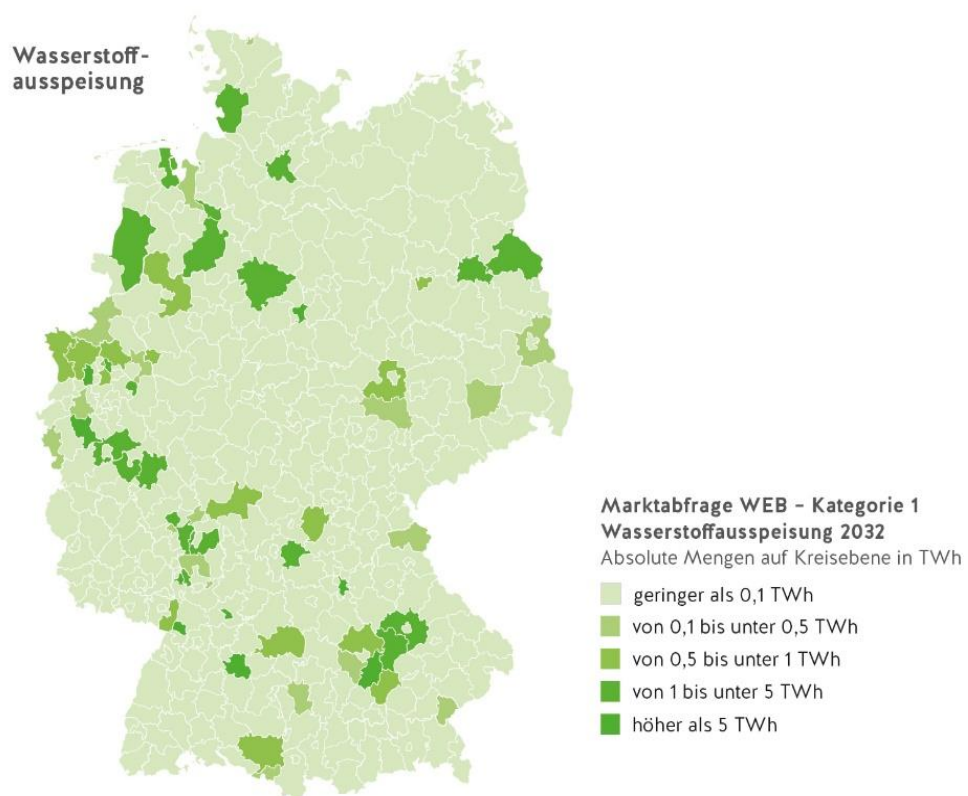 Wasserstoff-
ausspeisung
Marktabfrage WEB – Kategorie 1
Wasserstoffausspeisung 2032
Absolute Mengen auf Kreisebene in TWh
geringer als 0,1 TWh
von 0,1 bis unter 0,5 TWh
von 0,5 bis unter 1 TWh
von 1 bis unter 5 TWh
höher als 5 TWh